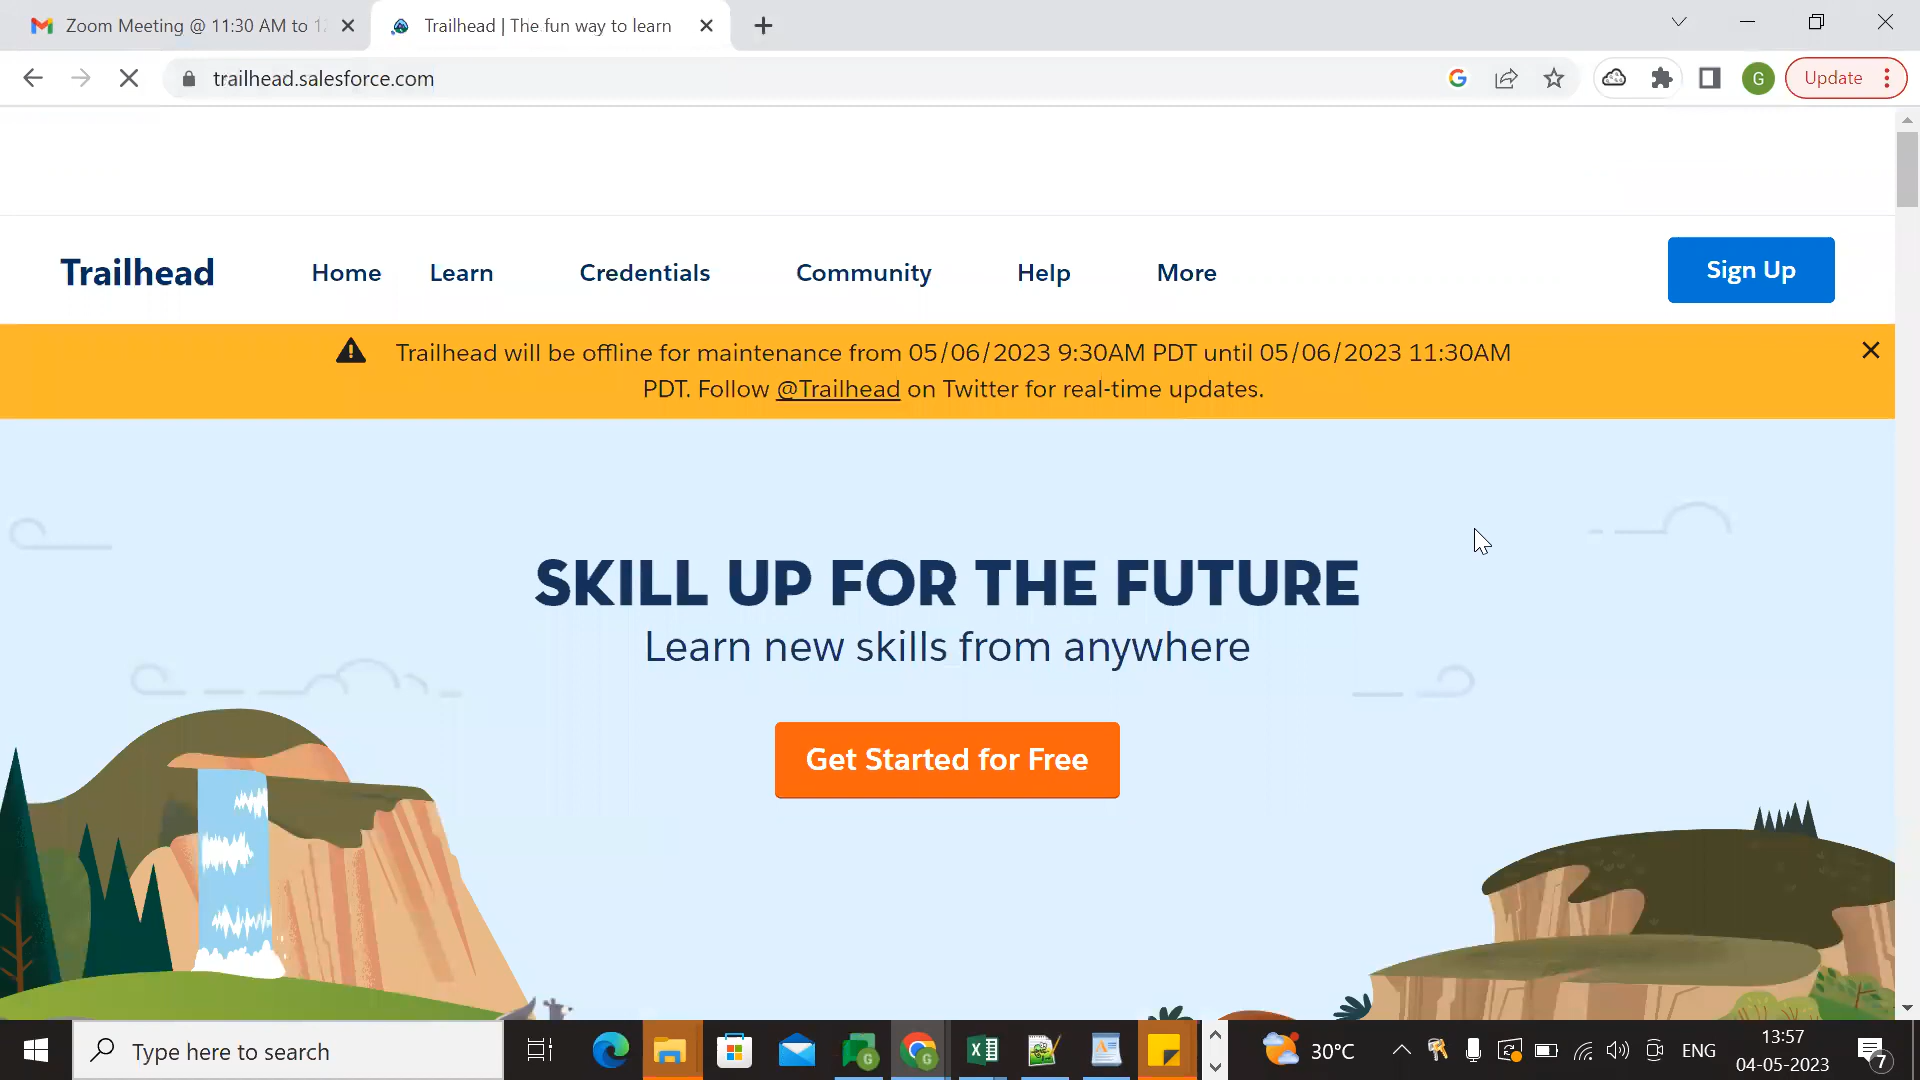 Zoom Meeting @ 11:30 AM to 1
Trailhead | The fun way to learn
trailhead.salesforce.com
G
Update
Trailhead
Home
Learn
Credentials
Community
Help
More
Sign Up
Trailhead will be offline for maintenance from 05/06/2023 9:30AM PDT until 05/06/2023 11:30AM
PDT. Follow @Trailhead on Twitter for real-time updates.
SKILL UP FOR THE FUTURE
Learn new skills from anywhere
Get Started for Free
Type here to search
30°C
ENG
13:57
04-05-2023
7